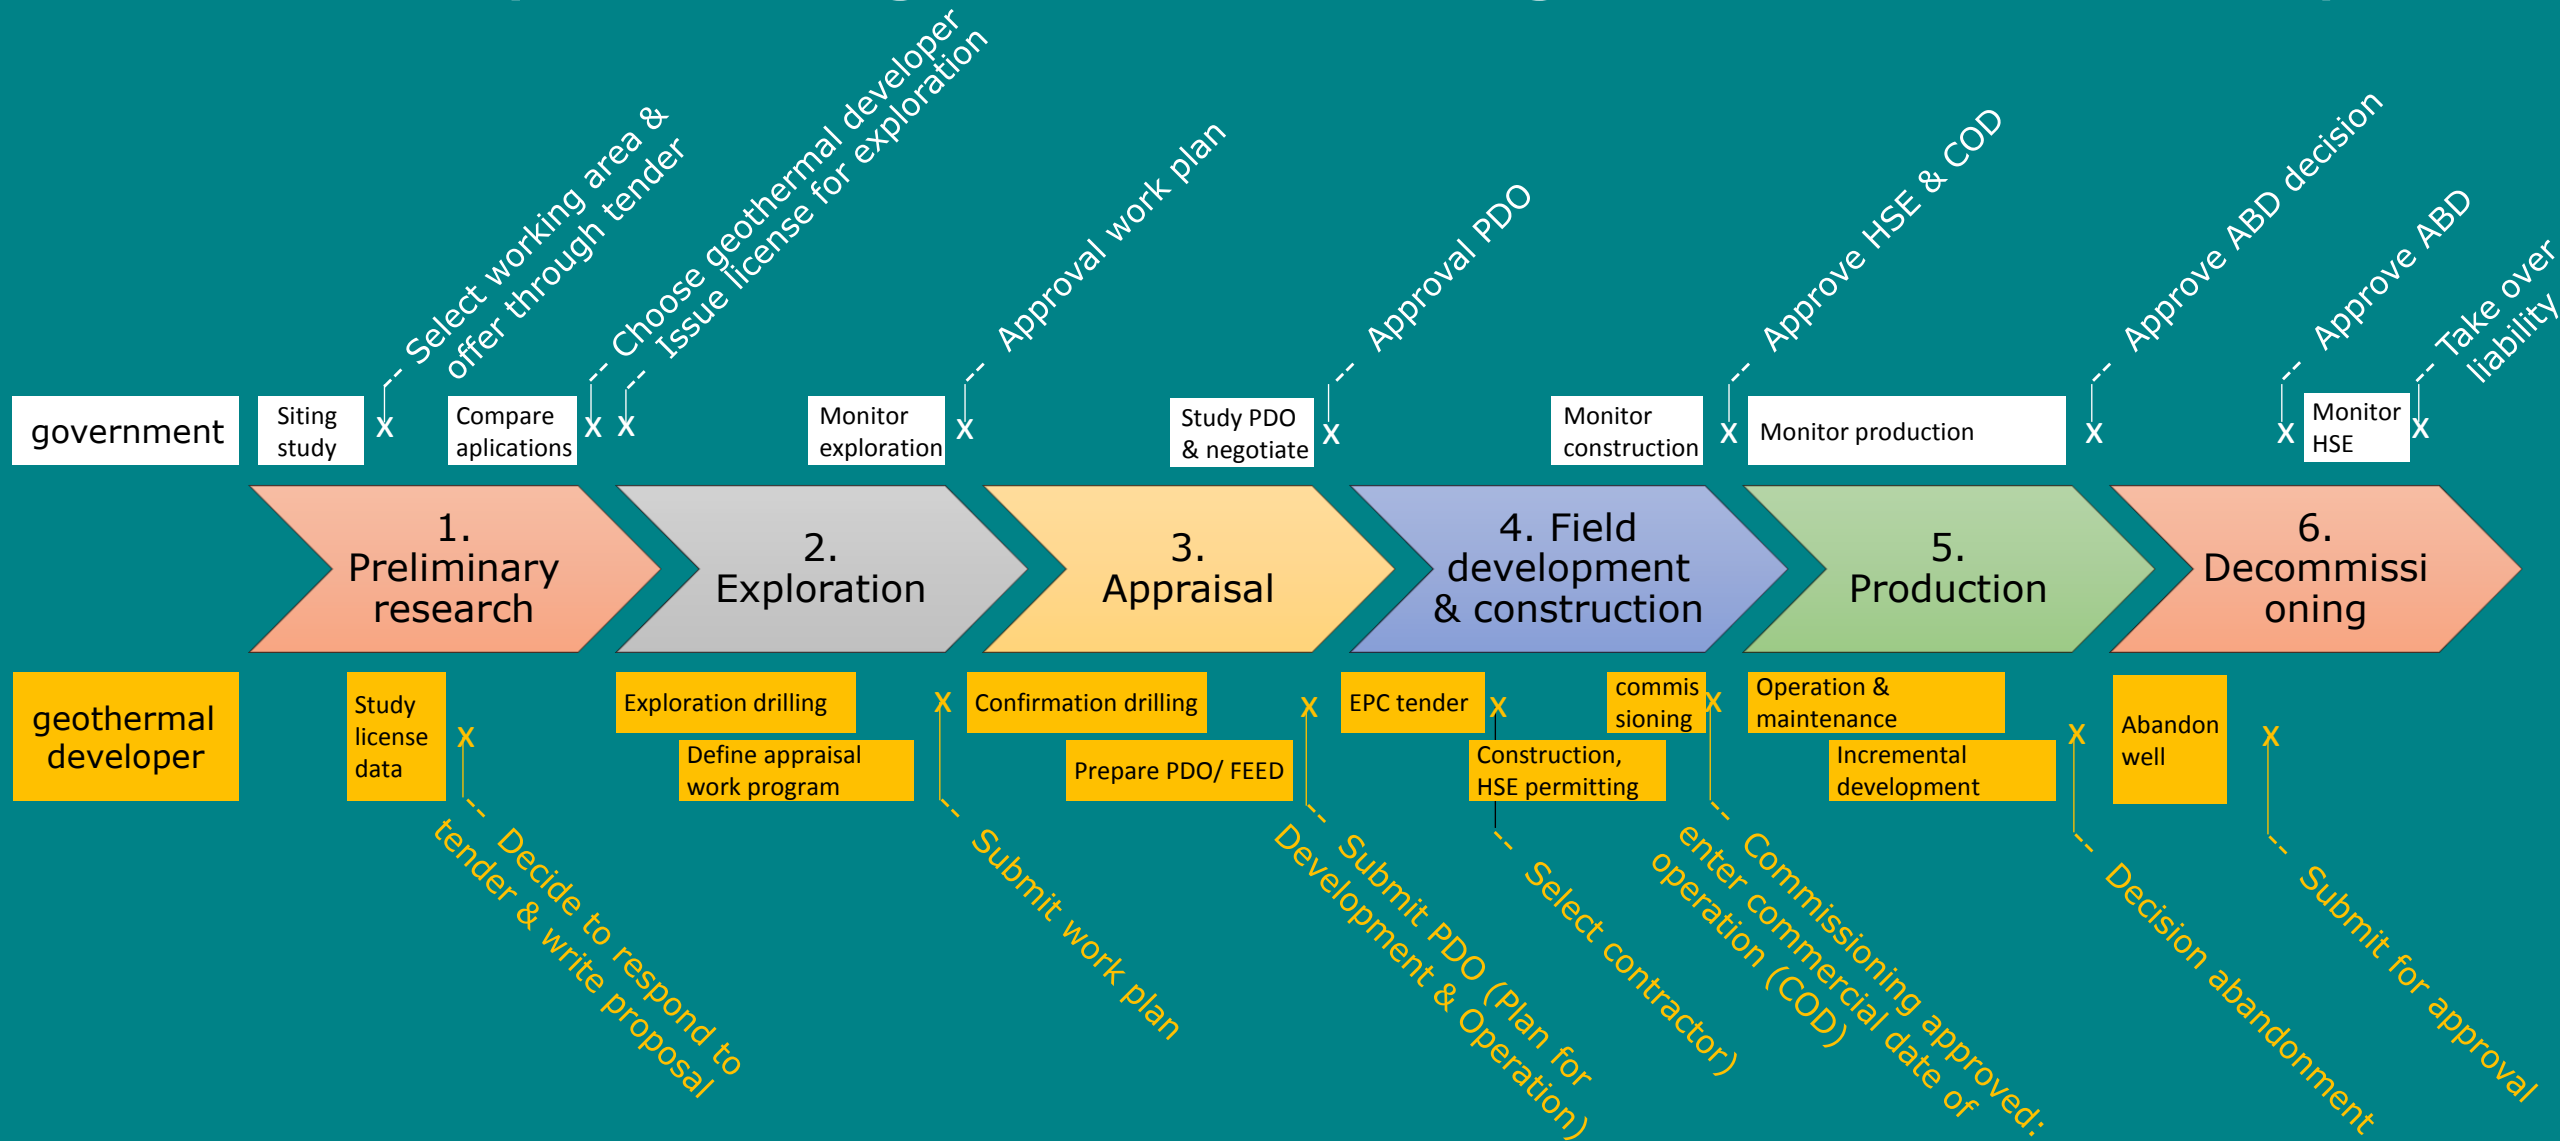 Select working area &
offer through tender
Choose geothermal developer
Issue license for exploration
Approval work plan
Approval PDO
Approve HSE & COD
Approve ABD decision
Approve ABD
Take over
liability
government
Siting
study
X
Compare
aplications
X
X
Monitor
exploration
X
Study PDO
& negotiate
X
Monitor
construction
X
Monitor production
X
X
Monitor
HSE
X
1.
Preliminary
research
2.
Exploration
3.
Appraisal
4. Field
development
& construction
5.
Production
6.
Decommissi
oning
geothermal
developer
Study
license
data
X
Exploration drilling
Define appraisal
work program
X
Confirmation drilling
Prepare PDO/ FEED
X
EPC tender
X
Construction,
HSE permitting
commis
sioning
X
Operation &
maintenance
Incremental
development
X
Abandon
well
X
Decide to respond to
tender & write proposal
Submit work plan
Submit PDO (Plan for
Development & Operation)
Select contractor)
Commissioning approved:
enter commercial date of
operation (COD)
Decision abandonment
Submit for approval